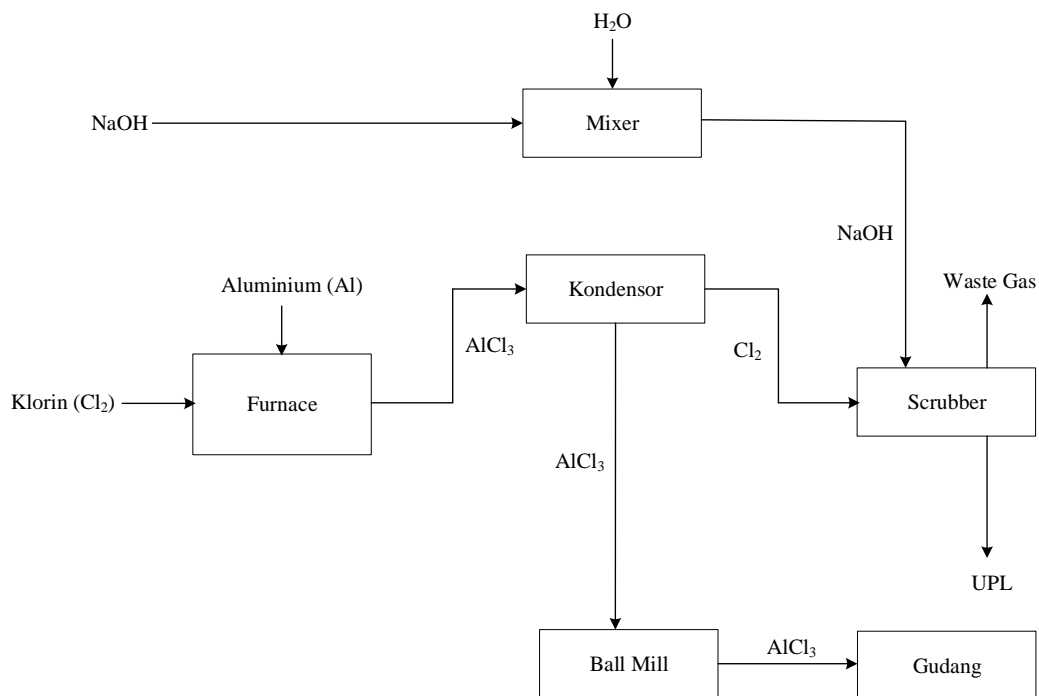 H₂O
NaOH
Mixer
NaOH
Kondensor
Waste Gas
Aluminium (Al)
AlCl₃
Cl₂
Klorin (Cl₂)
Furnace
Scrubber
AlCl₃
UPL
Ball Mill
AlCl₃
Gudang